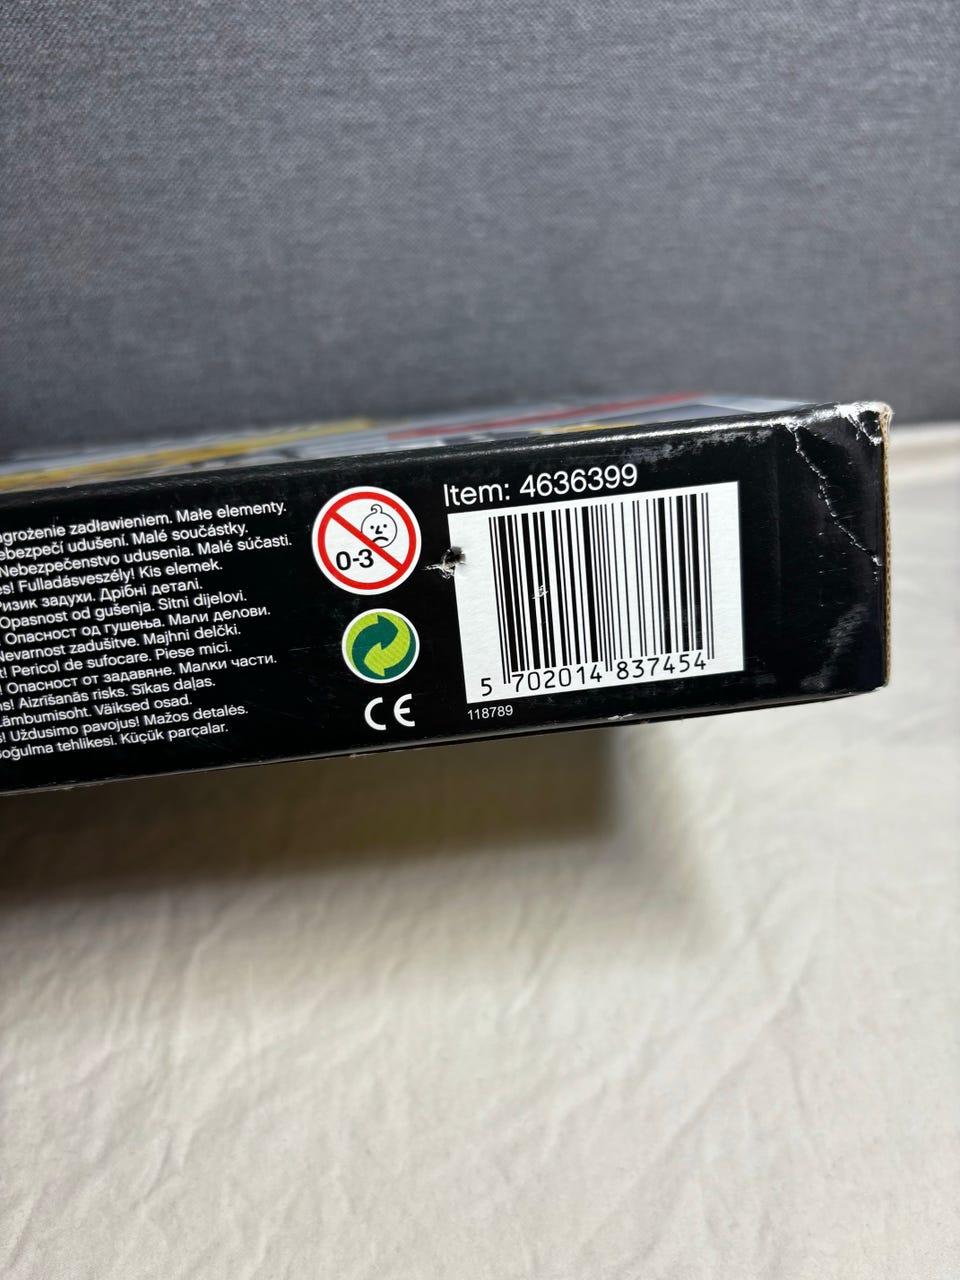 agrożenie zadławieniem. Małe elementy.
ebezpečí udušení. Malé součástky.
Nebezpečenstvo udusenia. Malé súčasti.
es! Fulladásveszély! Kis elemek.
Ризик задухи. Дрібні деталі.
Opasnost od gušenja. Sitni dijelovi.
Опасност од гушења. Мали делови.
Nevarnost zadušitve. Majhni delčki.
t! Pericol de sufocare. Piese mici.
! Опасност от задавяне. Малки части.
ns! Aizrīšanās risks. Sīkas daļas.
Lämbumisoht. Väiksed osad.
s! Uždusimo pavojus! Mažos detalės.
oğulma tehlikesi. Küçük parçalar.
0-3
CE
Item: 4636399
5 702014 837454
118789